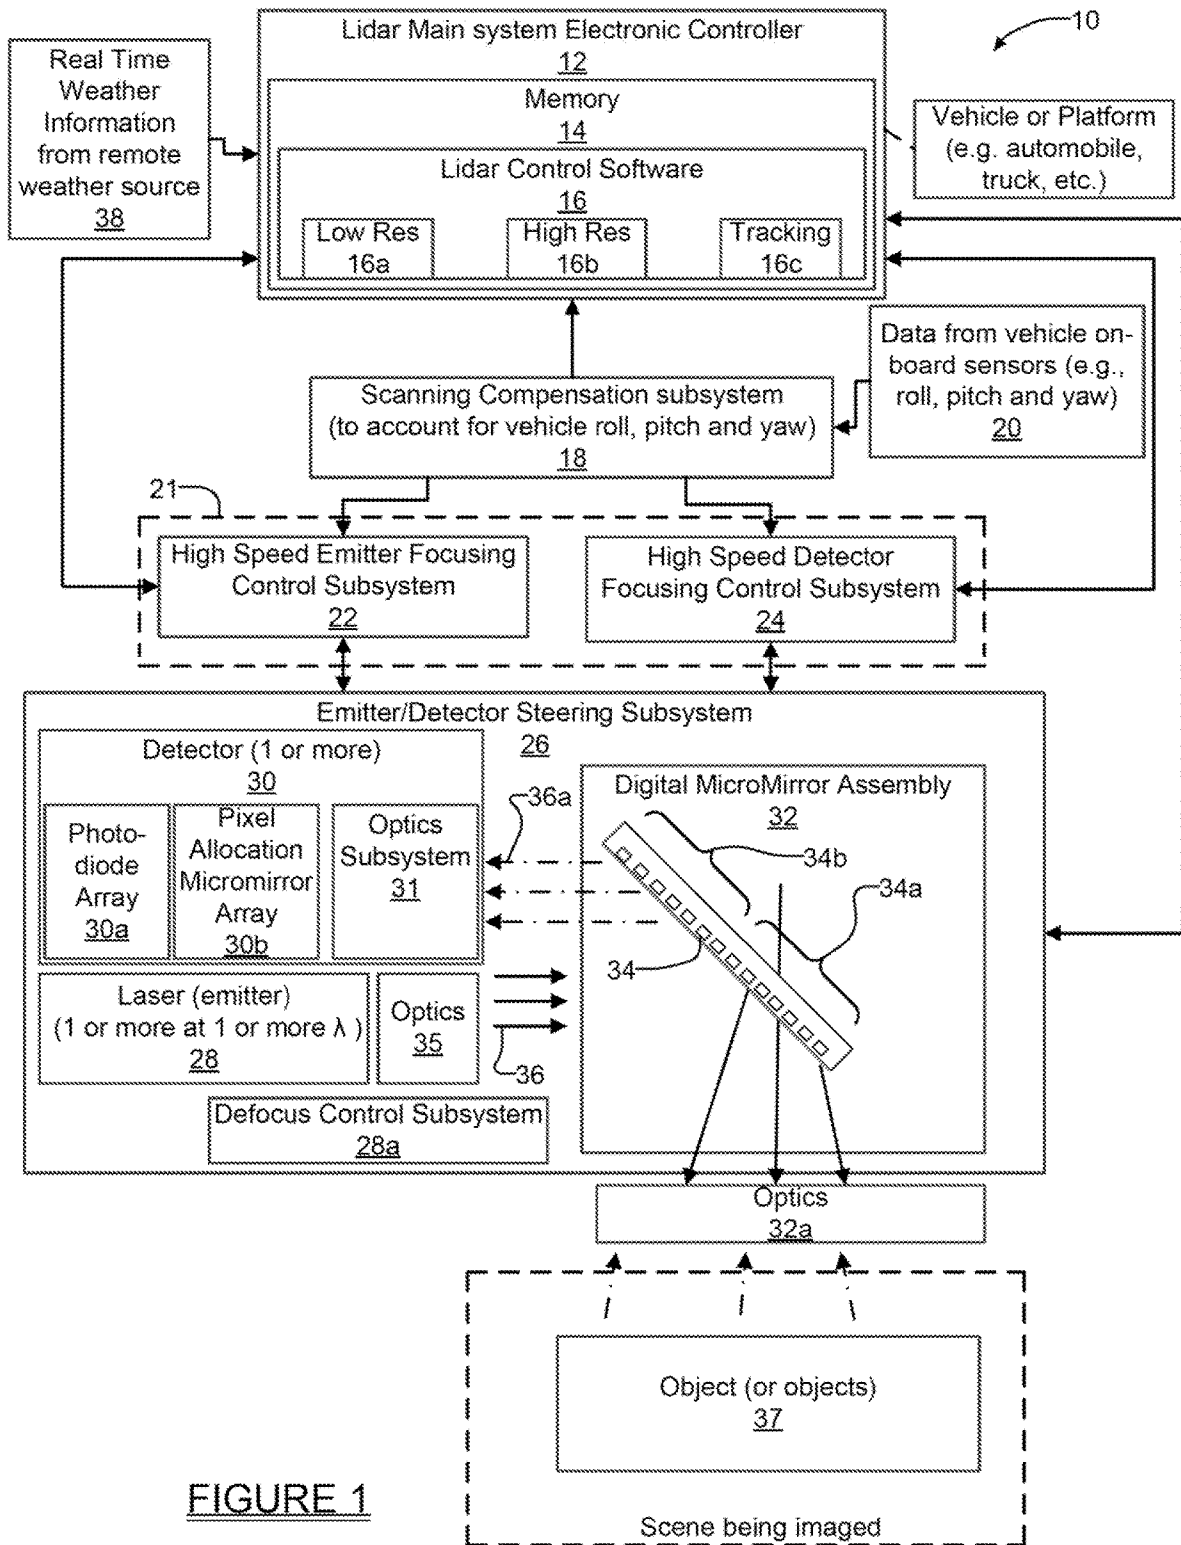 Lidar Main system Electronic Controller
12
10
Real Time
Weather
Information
from remote
weather source
38
Memory
14
Vehicle or Platform
(e.g. automobile,
truck, etc.)
Lidar Control Software
16
Low Res
16a
High Res
16b
Tracking
16c
Data from vehicle on-
board sensors (e.g.,
roll, pitch and yaw)
20
Scanning Compensation subsystem
(to account for vehicle roll, pitch and yaw)
18
21
High Speed Emitter Focusing
Control Subsystem
22
High Speed Detector
Focusing Control Subsystem
24
Emitter/Detector Steering Subsystem
26
Detector (1 or more)
30
Photo-
diode
Array
30a
Pixel
Allocation
Micromirror
Array
30b
Optics
Subsystem
31
36a
Digital MicroMirror Assembly
32
34b
34a
34
Laser (emitter)
(1 or more at 1 or more λ )
28
Optics
35
36
Defocus Control Subsystem
28a
Optics
32a
Object (or objects)
37
Scene being imaged
FIGURE 1